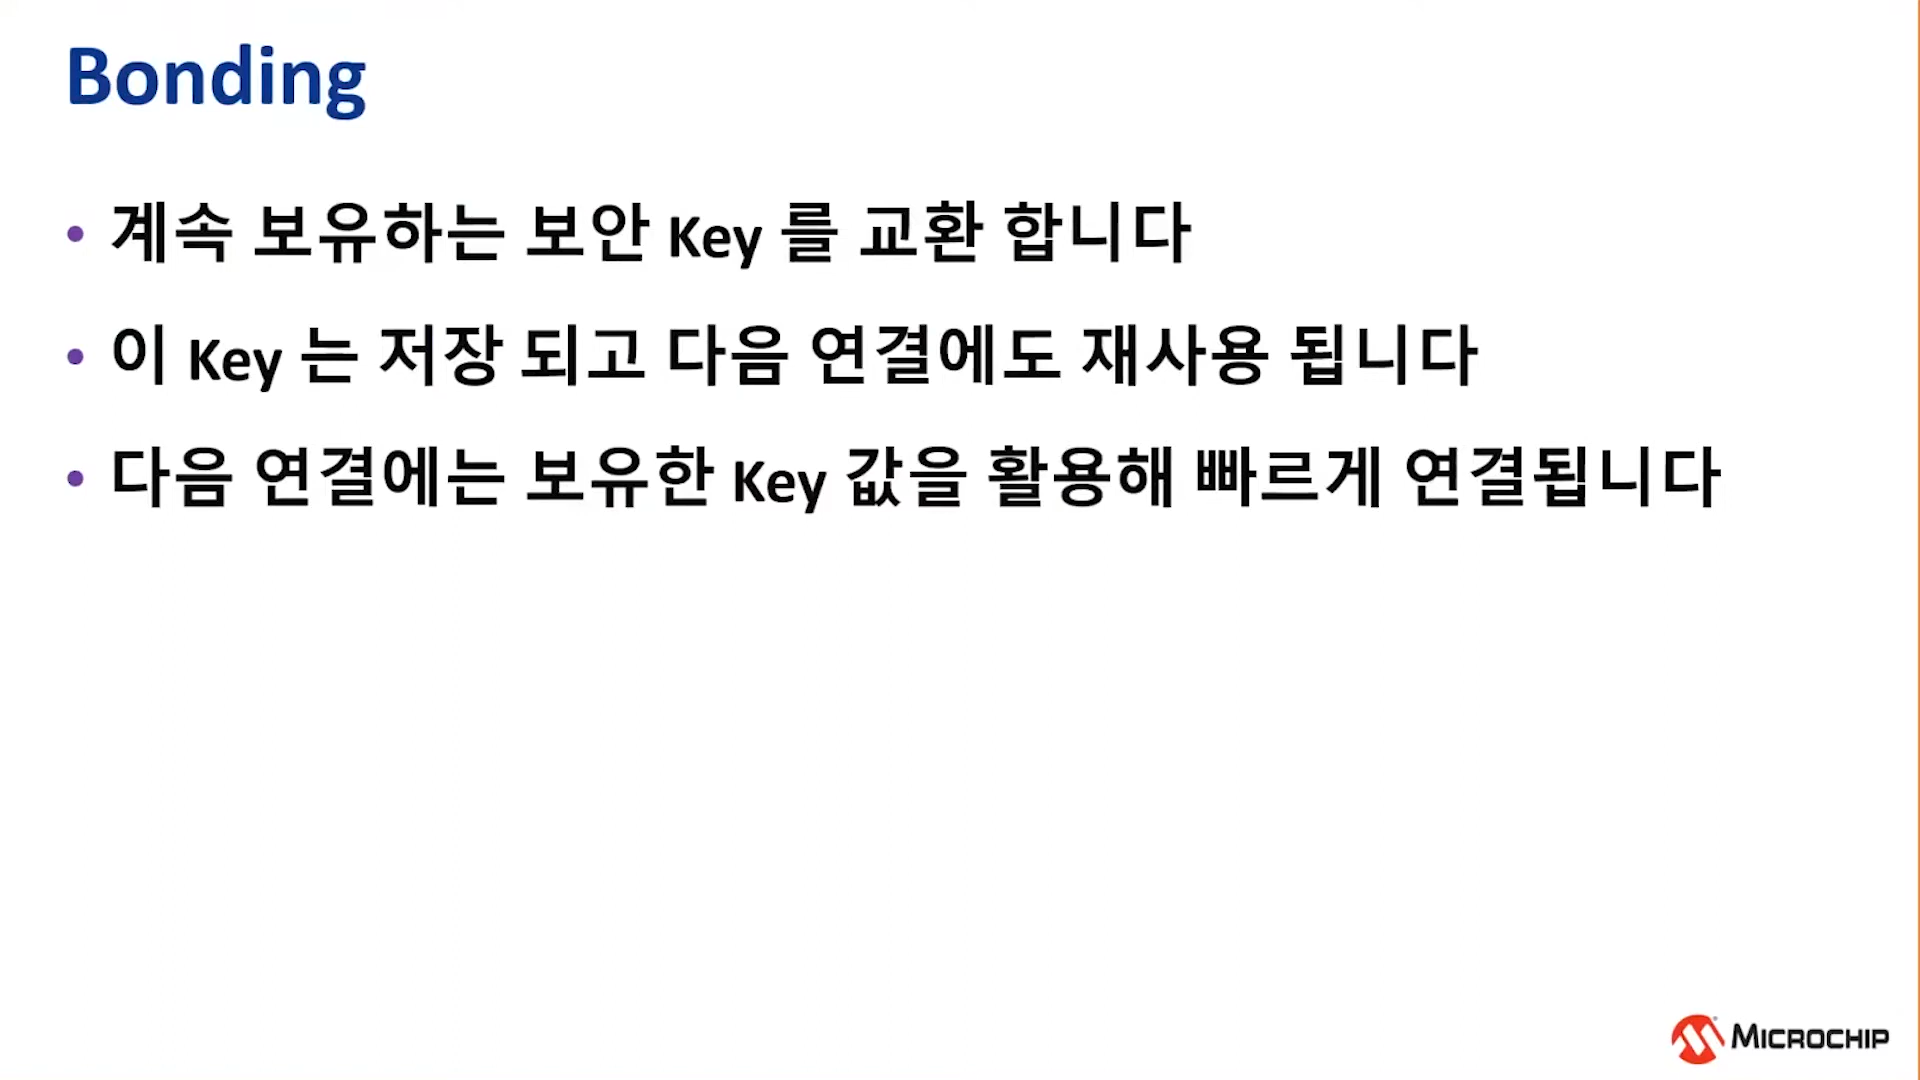 Bonding
• 계속 보유하는 보안 Key 를 교환 합니다
• 이 Key 는 저장 되고 다음 연결에도 재사용 됩니다
• 다음 연결에는 보유한 Key 값을 활용해 빠르게 연결됩니다
MICROCHIP